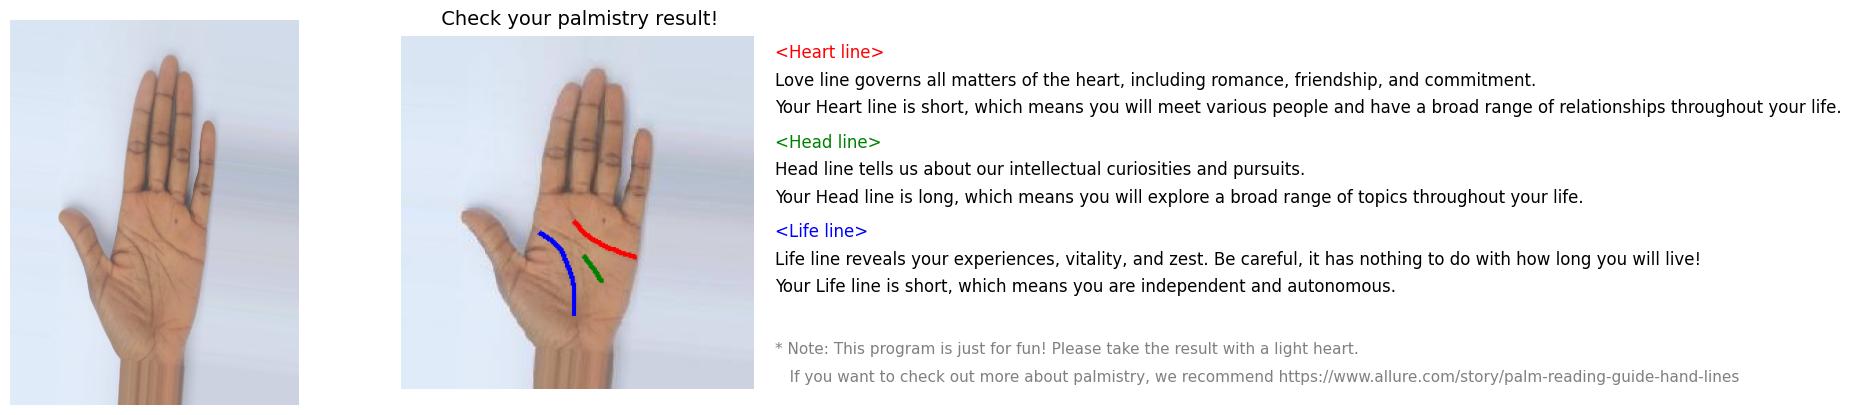 Check your palmistry result!
<Heart line>
Love line governs all matters of the heart, including romance, friendship, and commitment.
Your Heart line is short, which means you will meet various people and have a broad range of relationships throughout your life.
<Head line>
Head line tells us about our intellectual curiosities and pursuits.
Your Head line is long, which means you will explore a broad range of topics throughout your life.
<Life line>
Life line reveals your experiences, vitality, and zest. Be careful, it has nothing to do with how long you will live!
Your Life line is short, which means you are independent and autonomous.
* Note: This program is just for fun! Please take the result with a light heart.
If you want to check out more about palmistry, we recommend https://www.allure.com/story/palm-reading-guide-hand-lines